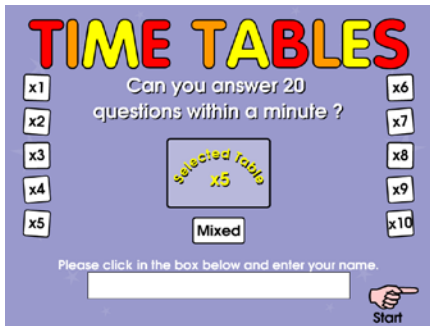 TIME TABLES
Can you answer 20
questions within a minute ?
x1
x2
x3
x4
x5
Selected Table
x5
Mixed
x6
x7
x8
x9
x10
Please click in the box below and enter your name.
Start